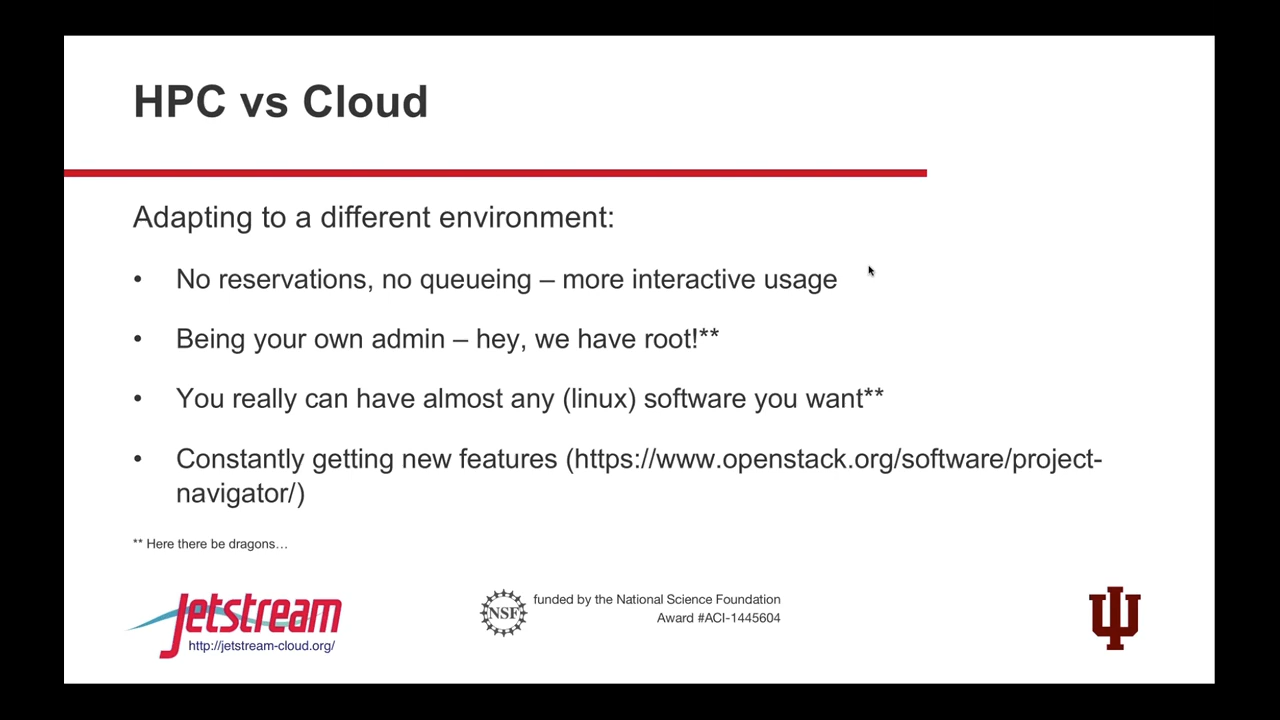 HPC vs Cloud
Adapting to a different environment:
• No reservations, no queueing – more interactive usage
• Being your own admin – hey, we have root!**
• You really can have almost any (linux) software you want**
• Constantly getting new features (https://www.openstack.org/software/project-
navigator/)
** Here there be dragons…
Jetstream
http://jetstream-cloud.org/
NSF
funded by the National Science Foundation
Award #ACI-1445604